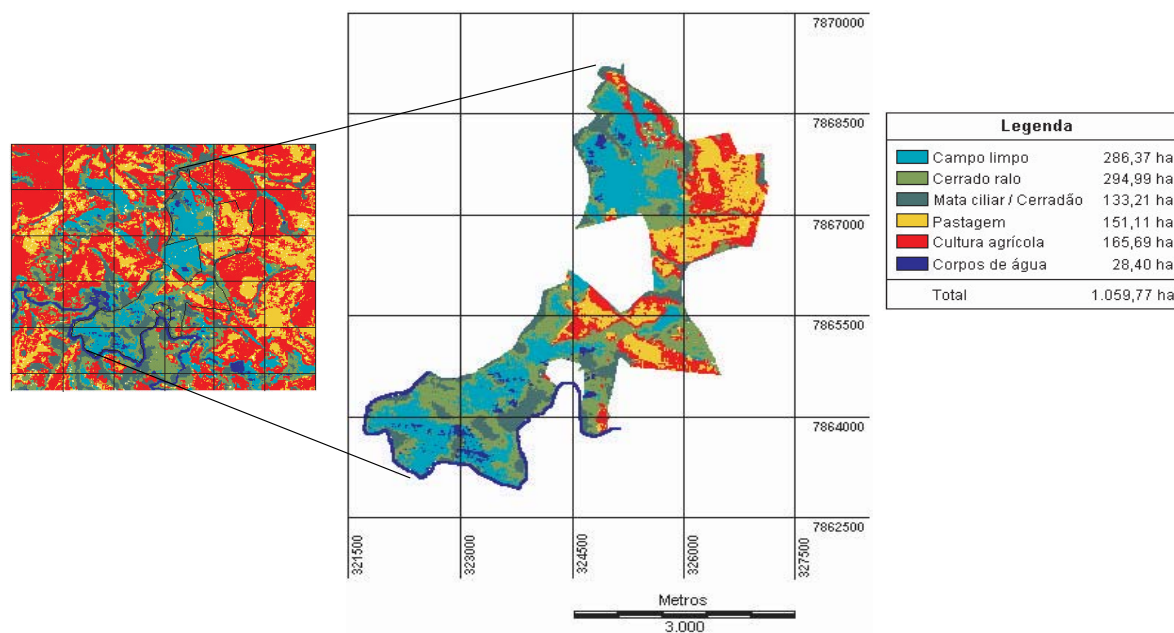 7870000
7868500
7867000
7865500
7864000
7862500
321500
323000
324500
326000
327500
Metros
3.000
Legenda
Campo limpo 286,37 ha
Cerrado ralo 294,99 ha
Mata ciliar / Cerradão 133,21 ha
Pastagem 151,11 ha
Cultura agrícola 165,69 ha
Corpos de água 28,40 ha
Total 1.059,77 ha